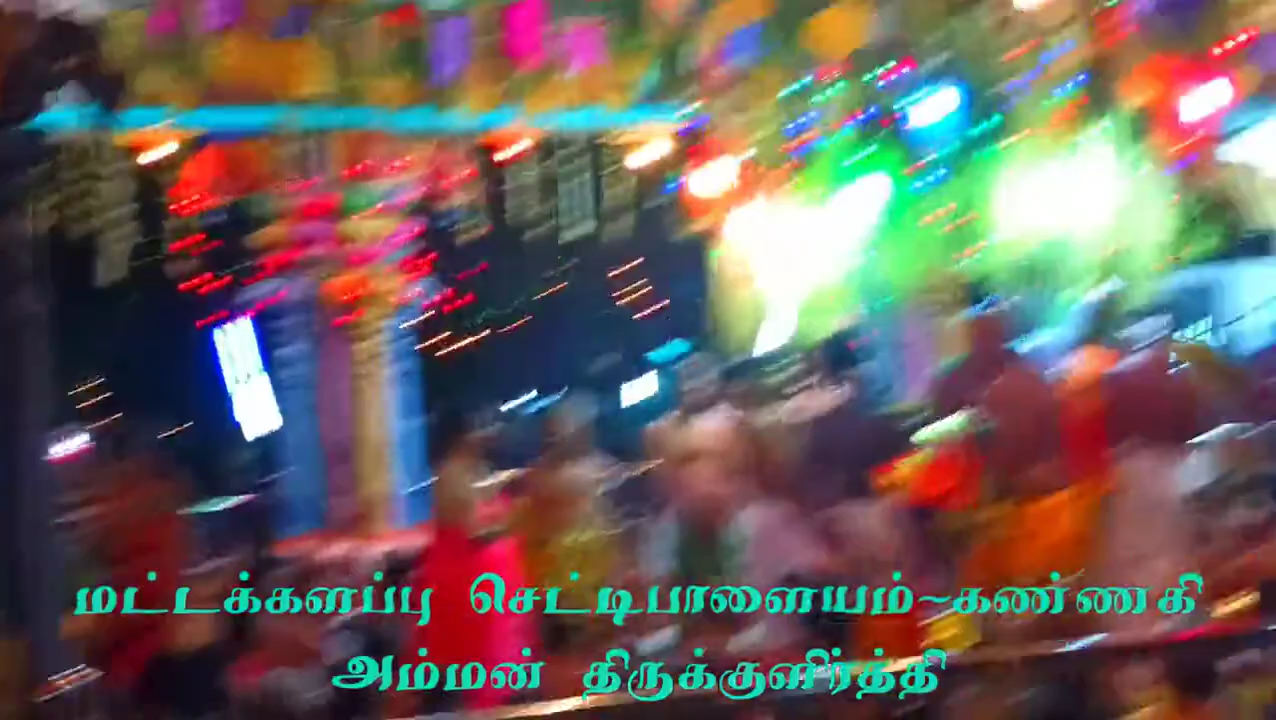 மட்டக்களப்பு செட்டிபாளையம்~கண்ணகி
அம்மன் திருக்குளிர்த்தி